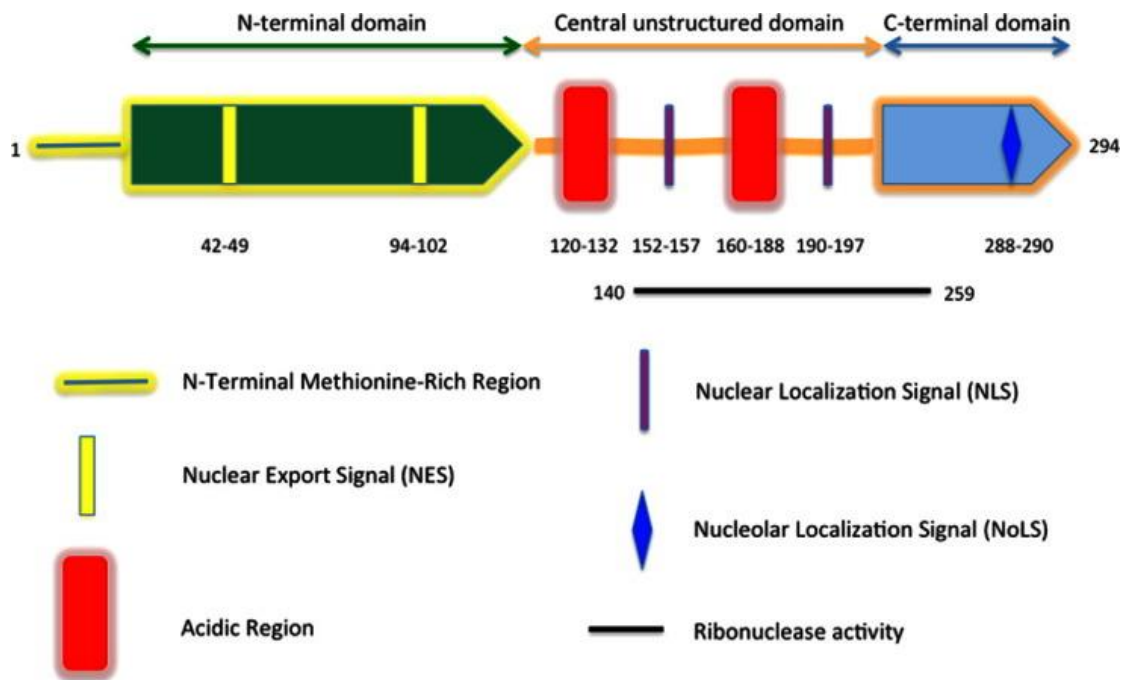 N-terminal domain
Central unstructured domain
C-terminal domain
1
294
42-49
94-102
120-132
152-157
160-188
190-197
288-290
140
259
N-Terminal Methionine-Rich Region
Nuclear Export Signal (NES)
Acidic Region
Nuclear Localization Signal (NLS)
Nucleolar Localization Signal (NoLS)
Ribonuclease activity